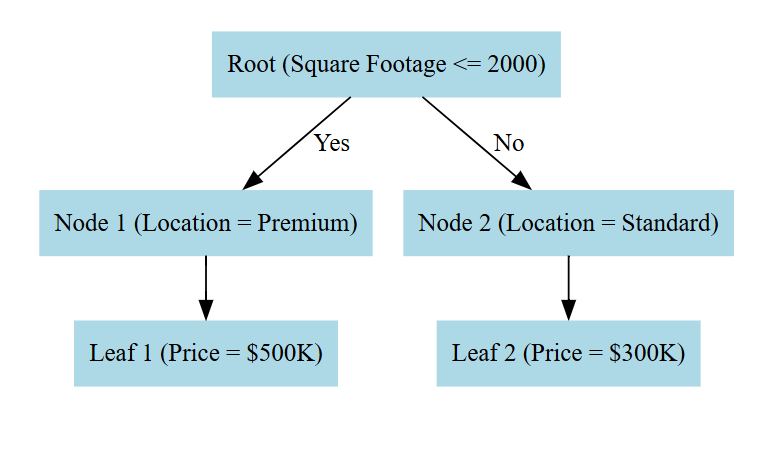 Root (Square Footage <= 2000)
Yes
No
Node 1 (Location = Premium)
Node 2 (Location = Standard)
Leaf 1 (Price = $500K)
Leaf 2 (Price = $300K)